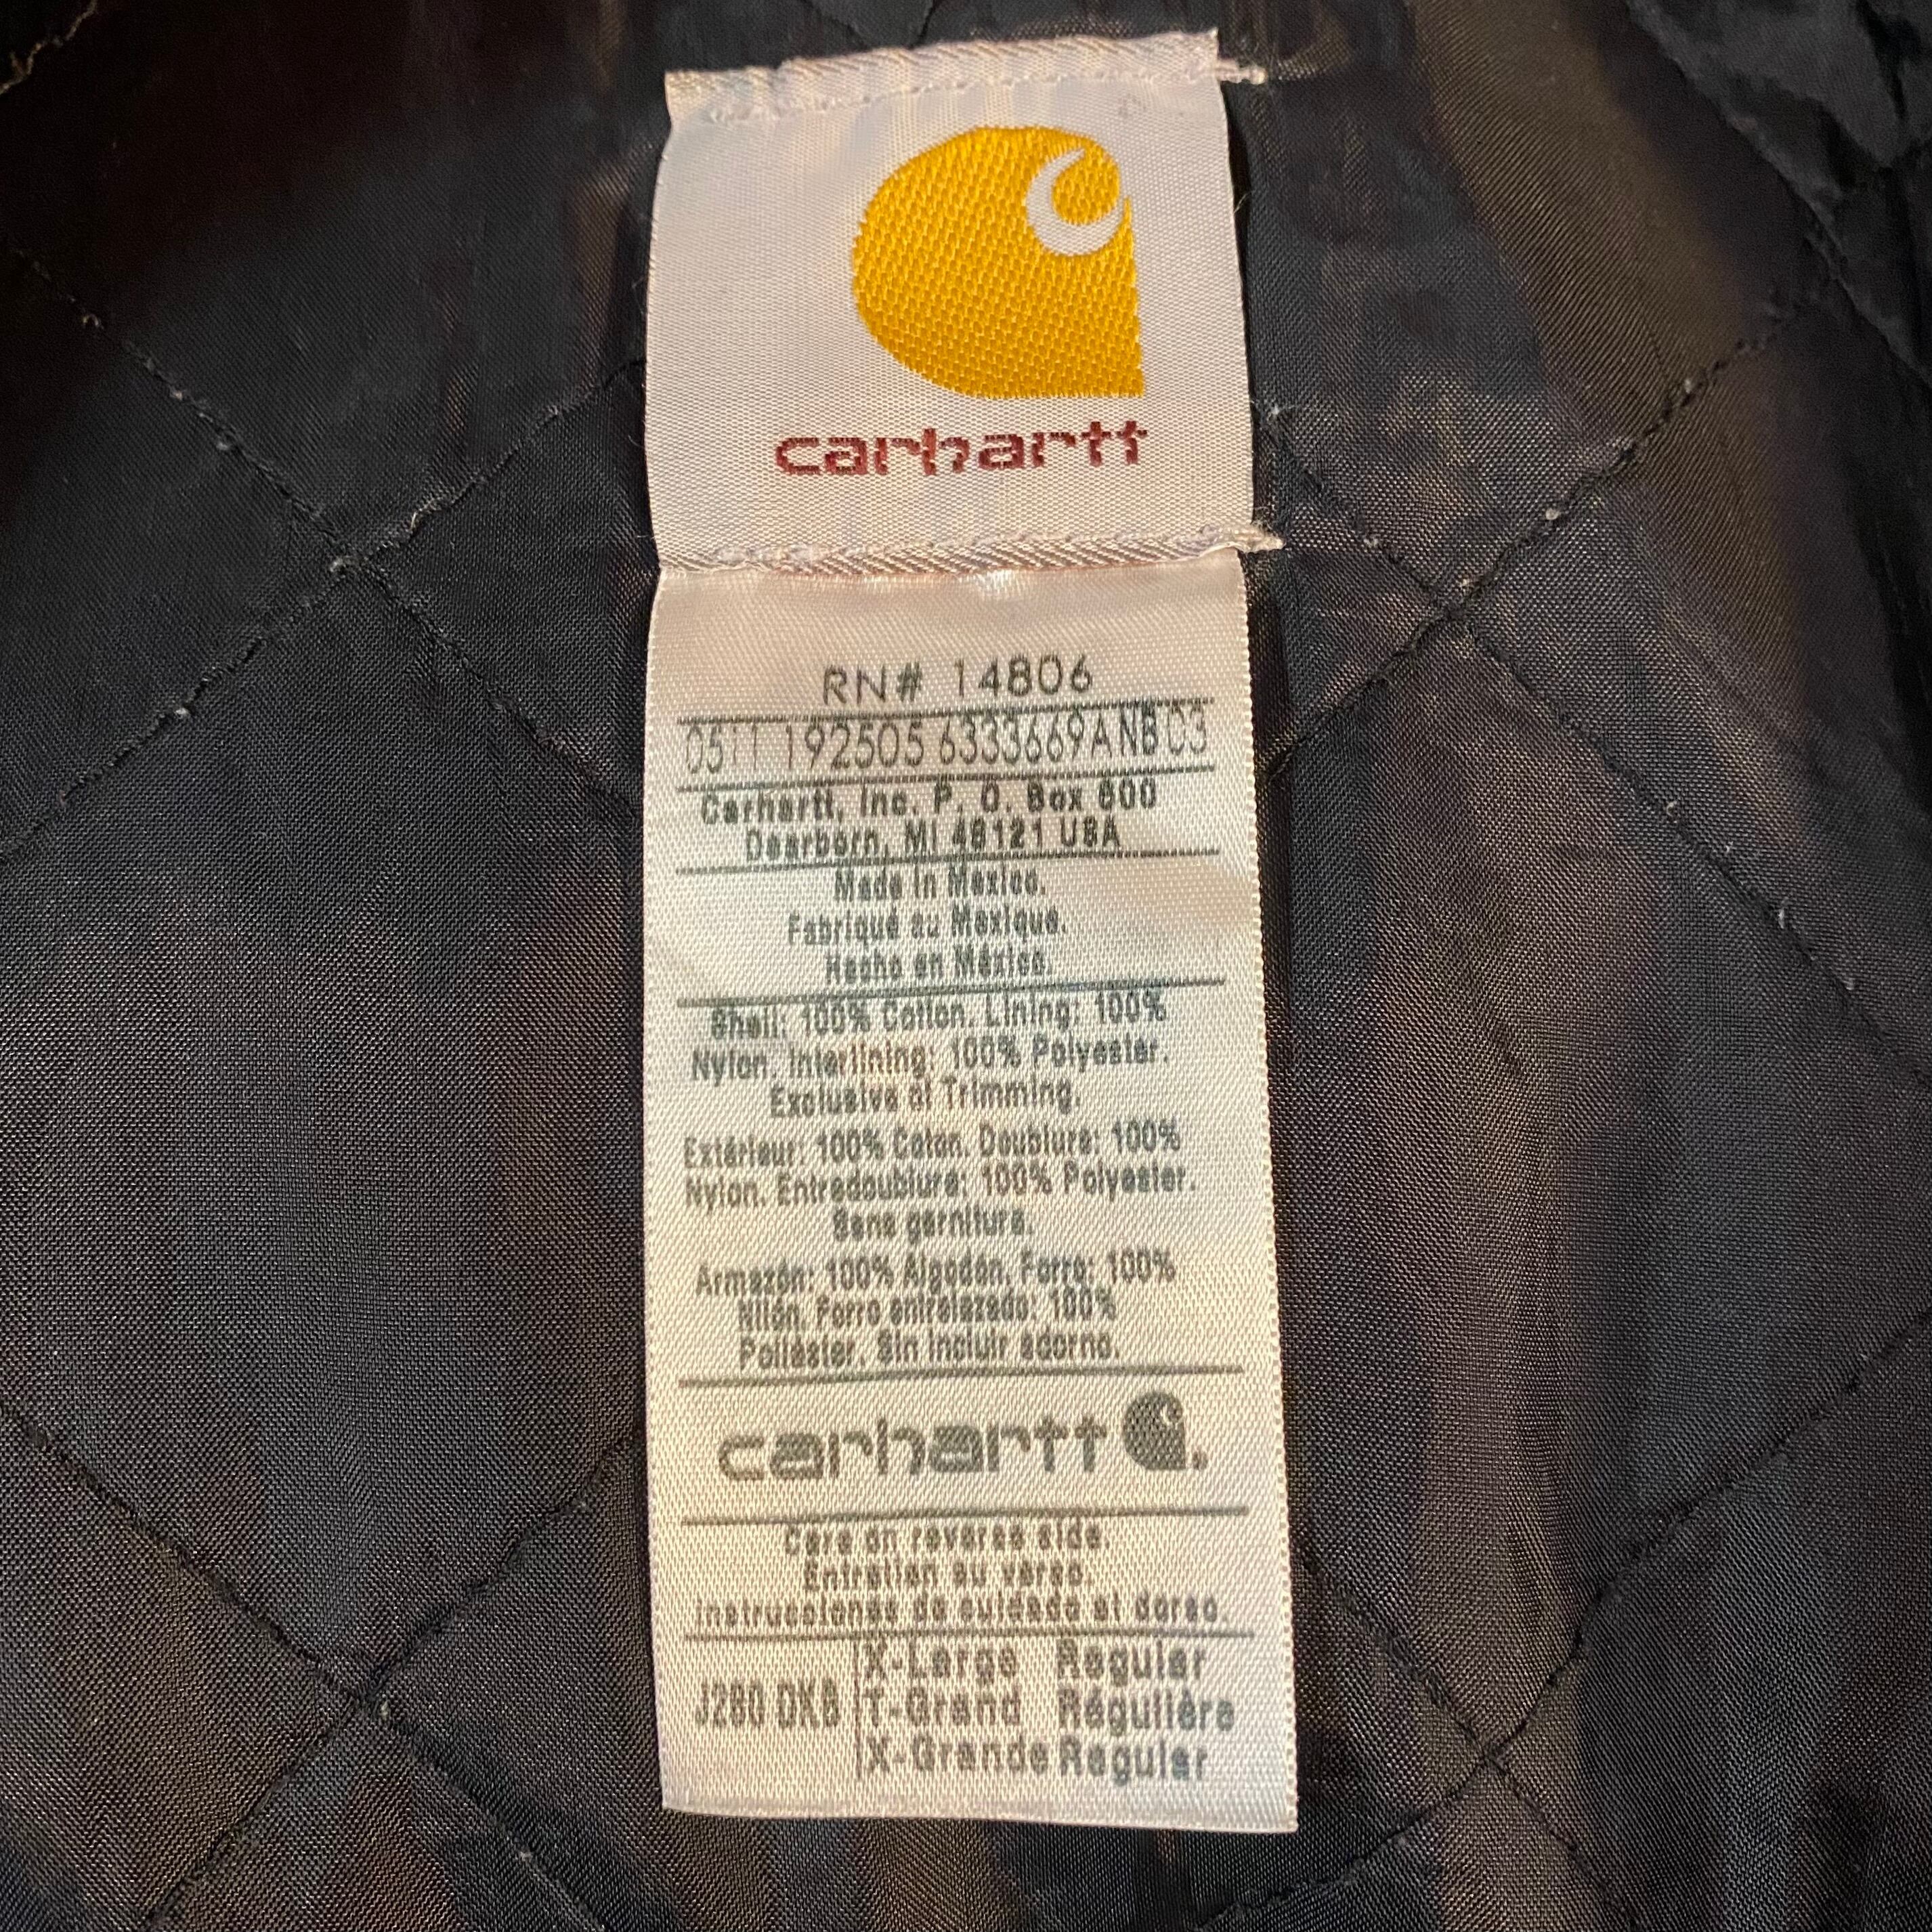 carhartt
RN# 14806
0511 192505 6333669ANB C3
Carhartt, Inc. P. O. Box 600
Dearborn, MI 48121 USA
Made in Mexico.
Fabriqué au Mexique.
Hecho en México.
Shell: 100% Cotton. Lining: 100%
Nylon. Interlining: 100% Polyester.
Exclusive of Trimming.
Extérieur: 100% Coton. Doublure: 100%
Nylon. Entredoublure: 100% Polyester.
Sans garniture.
Armazón: 100% Algodón. Forro: 100%
Nilón. Forro entrelazado: 100%
Poliéster. Sin incluir adorno.
carhartt
Care on reverse side.
Entretien au verso.
instrucciones de cuidado al dorso.
J280 DKB
X-Large Regular
T-Grand Régulière
X-Grande Regular